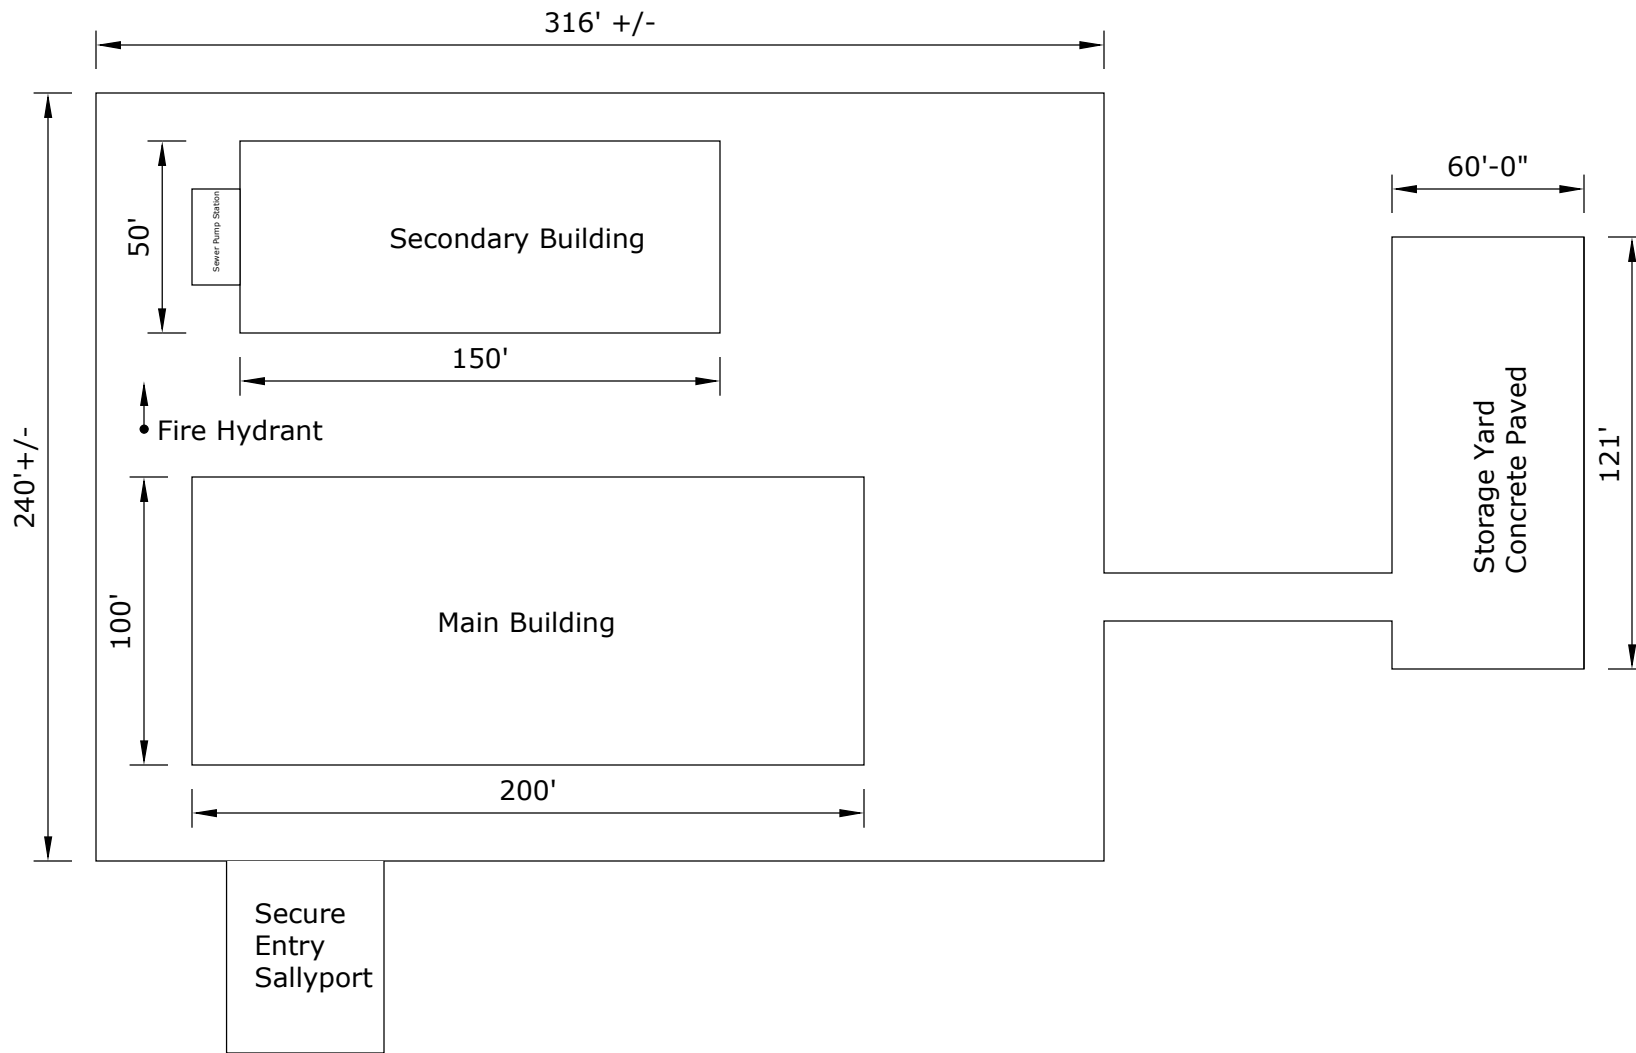 316' +/-
60'-0"
50'
Sewer Pump Station
Secondary Building
150'
Fire Hydrant
240'+/-
Storage Yard
Concrete Paved
121'
100'
Main Building
200'
Secure
Entry
Sallyport